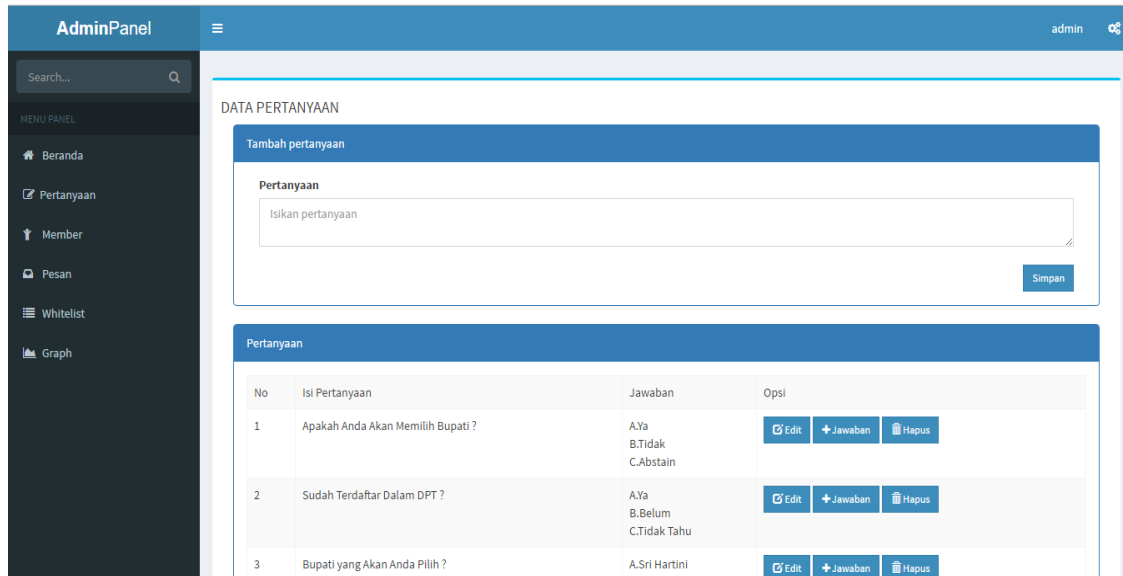 AdminPanel
admin
Search...
MENU PANEL
Beranda
Pertanyaan
Member
Pesan
Whitelist
Graph
DATA PERTANYAAN
Tambah pertanyaan
Pertanyaan
Isikan pertanyaan
Simpan
Pertanyaan
No Isi Pertanyaan Jawaban Opsi
1 Apakah Anda Akan Memilih Bupati ? A.Ya Edit +Jawaban Hapus
B.Tidak
C.Abstain
2 Sudah Terdaftar Dalam DPT ? A.Ya Edit +Jawaban Hapus
B.Belum
C.Tidak Tahu
3 Bupati yang Akan Anda Pilih ? A.Sri Hartini Edit +Jawaban Hapus